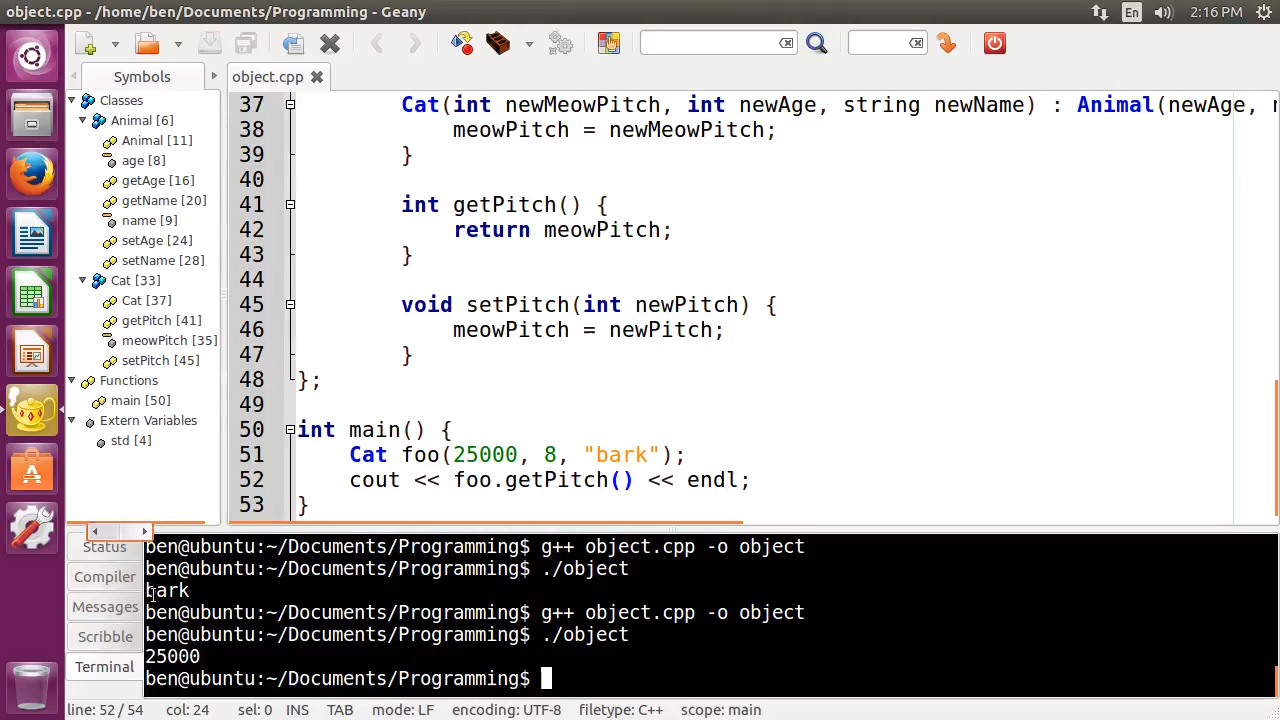 object.cpp - /home/ben/Documents/Programming - Geany
En
2:16 PM
Symbols
object.cpp
Classes
Animal [6]
Animal [11]
age [8]
getAge [16]
getName [20]
name [9]
setAge [24]
setName [28]
Cat [33]
Cat [37]
getPitch [41]
meowPitch [35]
setPitch [45]
Functions
main [50]
Extern Variables
std [4]
37 Cat(int newMeowPitch, int newAge, string newName) : Animal(newAge,
38 meowPitch = newMeowPitch;
39 }
40
41 int getPitch() {
42 return meowPitch;
43 }
44
45 void setPitch(int newPitch) {
46 meowPitch = newPitch;
47 }
48 };
49
50 int main() {
51 Cat foo(25000, 8, "bark");
52 cout << foo.getPitch() << endl;
53 }
Status
Compiler
Messages
Scribble
Terminal
ben@ubuntu:~/Documents/Programming$ g++ object.cpp -o object
ben@ubuntu:~/Documents/Programming$ ./object
bark
ben@ubuntu:~/Documents/Programming$ g++ object.cpp -o object
ben@ubuntu:~/Documents/Programming$ ./object
25000
ben@ubuntu:~/Documents/Programming$
line: 52 / 54 col: 24 sel: 0 INS TAB mode: LF encoding: UTF-8 filetype: C++ scope: main